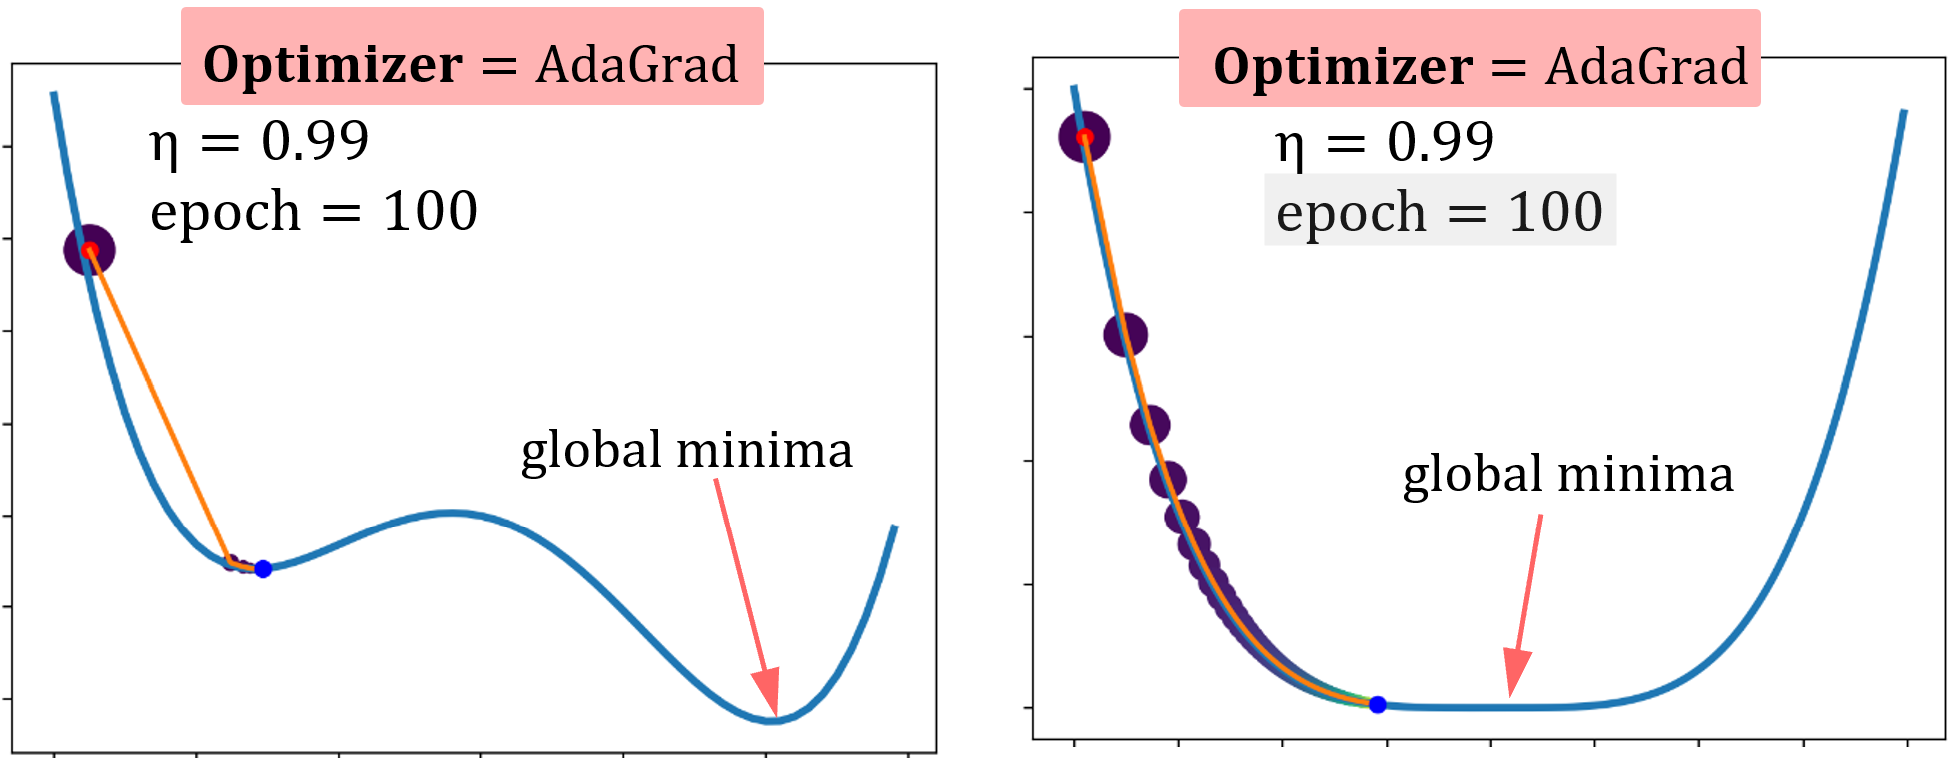 Optimizer = AdaGrad
η = 0.99
epoch = 100
global minima
Optimizer = AdaGrad
η = 0.99
epoch = 100
global minima